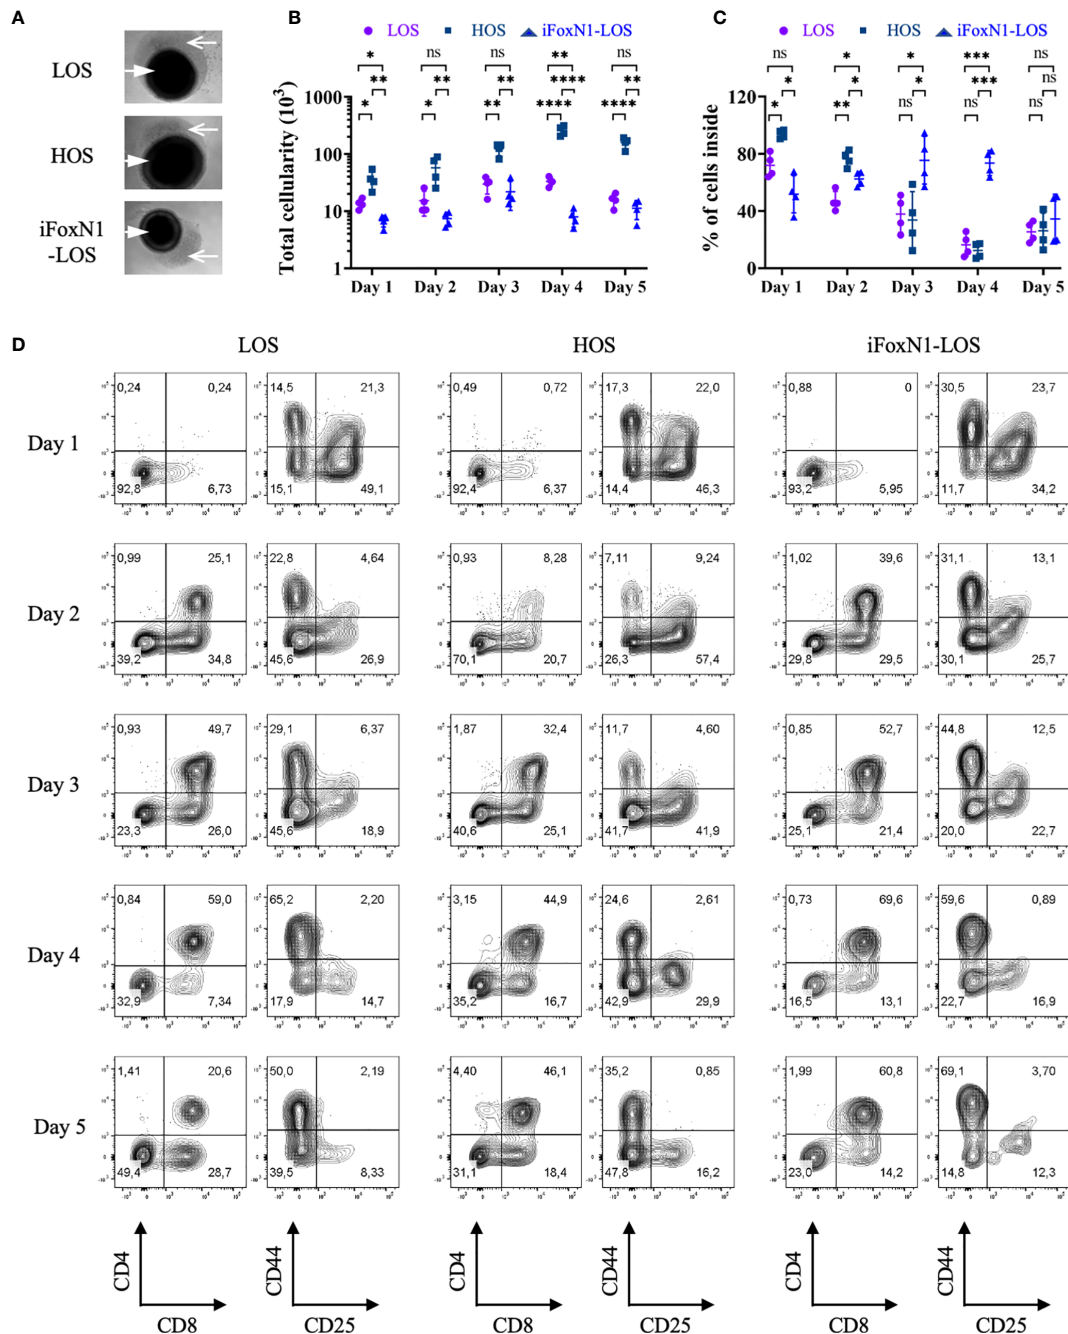 A
LOS
HOS
iFoxN1
-LOS
B
LOS HOS iFoxN1-LOS
* ns ns ** ns
** ** ** **** **
* * ** **** ****
Total cellularity (10³)
1000
100
10
1
Day 1 Day 2 Day 3 Day 4 Day 5
C
LOS HOS iFoxN1-LOS
ns * * *** ns
* * * *** ns
* ** ns ns ns
% of cells inside
120
80
40
0
Day 1 Day 2 Day 3 Day 4 Day 5
D
LOS HOS iFoxN1-LOS
Day 1
0,24 0,24 14,5 21,3 0,49 0,72 17,3 22,0 0,88 0 30,5 23,7
92,8 6,73 15,1 49,1 92,4 6,37 14,4 46,3 93,2 5,95 11,7 34,2
Day 2
0,99 25,1 22,8 4,64 0,93 8,28 7,11 9,24 1,02 39,6 31,1 13,1
39,2 34,8 45,6 26,9 70,1 20,7 26,3 57,4 29,8 29,5 30,1 25,7
Day 3
0,93 49,7 29,1 6,37 1,87 32,4 11,7 4,60 0,85 52,7 44,8 12,5
23,3 26,0 45,6 18,9 40,6 25,1 41,7 41,9 25,1 21,4 20,0 22,7
Day 4
0,84 59,0 65,2 2,20 3,15 44,9 24,6 2,61 0,73 69,6 59,6 0,89
32,9 7,34 17,9 14,7 35,2 16,7 42,9 29,9 16,5 13,1 22,7 16,9
Day 5
1,41 20,6 50,0 2,19 4,40 46,1 35,2 0,85 1,99 60,8 69,1 3,70
49,4 28,7 39,5 8,33 31,1 18,4 47,8 16,2 23,0 14,2 14,8 12,3
CD4 CD44 CD4 CD44 CD4 CD44
CD8 CD25 CD8 CD25 CD8 CD25